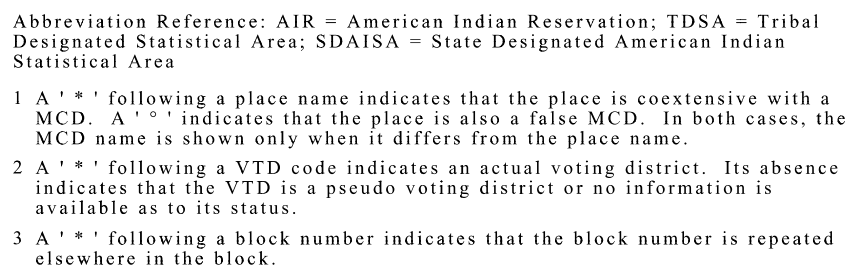 Abbreviation Reference: AIR = American Indian Reservation; TDSA = Tribal
Designated Statistical Area; SDAISA = State Designated American Indian
Statistical Area
1 A ' * ' following a place name indicates that the place is coextensive with a
MCD. A ' ° ' indicates that the place is also a false MCD. In both cases, the
MCD name is shown only when it differs from the place name.
2 A ' * ' following a VTD code indicates an actual voting district. Its absence
indicates that the VTD is a pseudo voting district or no information is
available as to its status.
3 A ' * ' following a block number indicates that the block number is repeated
elsewhere in the block.